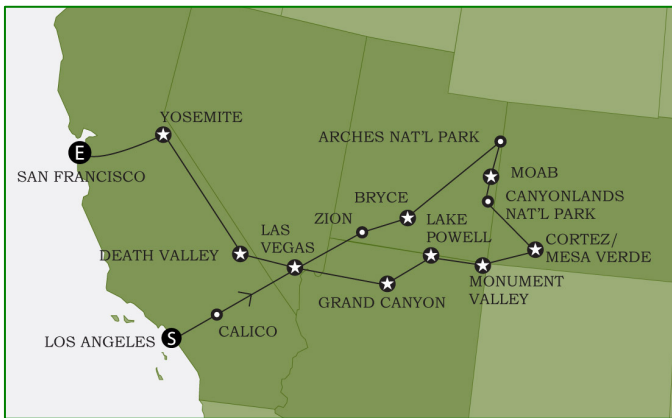 YOSEMITE
E
SAN FRANCISCO
ARCHES NAT'L PARK
MOAB
CANYONLANDS
NAT'L PARK
BRYCE
ZION
LAKE
POWELL
LAS
VEGAS
DEATH VALLEY
CORTEZ/
MESA VERDE
MONUMENT
VALLEY
GRAND CANYON
CALICO
LOS ANGELES
S